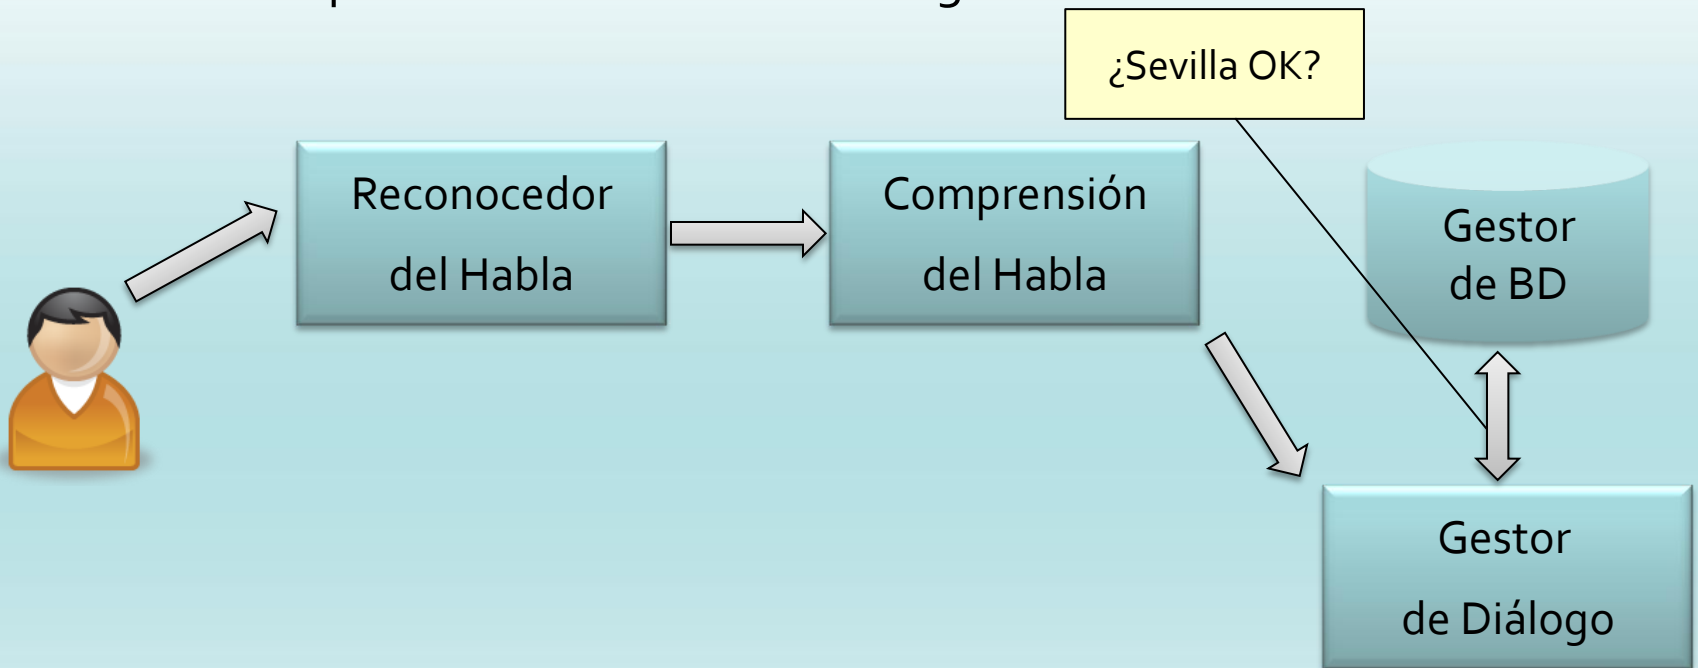 ¿Sevilla OK?
Reconocedor
del Habla
Comprensión
del Habla
Gestor
de BD
Gestor
de Diálogo